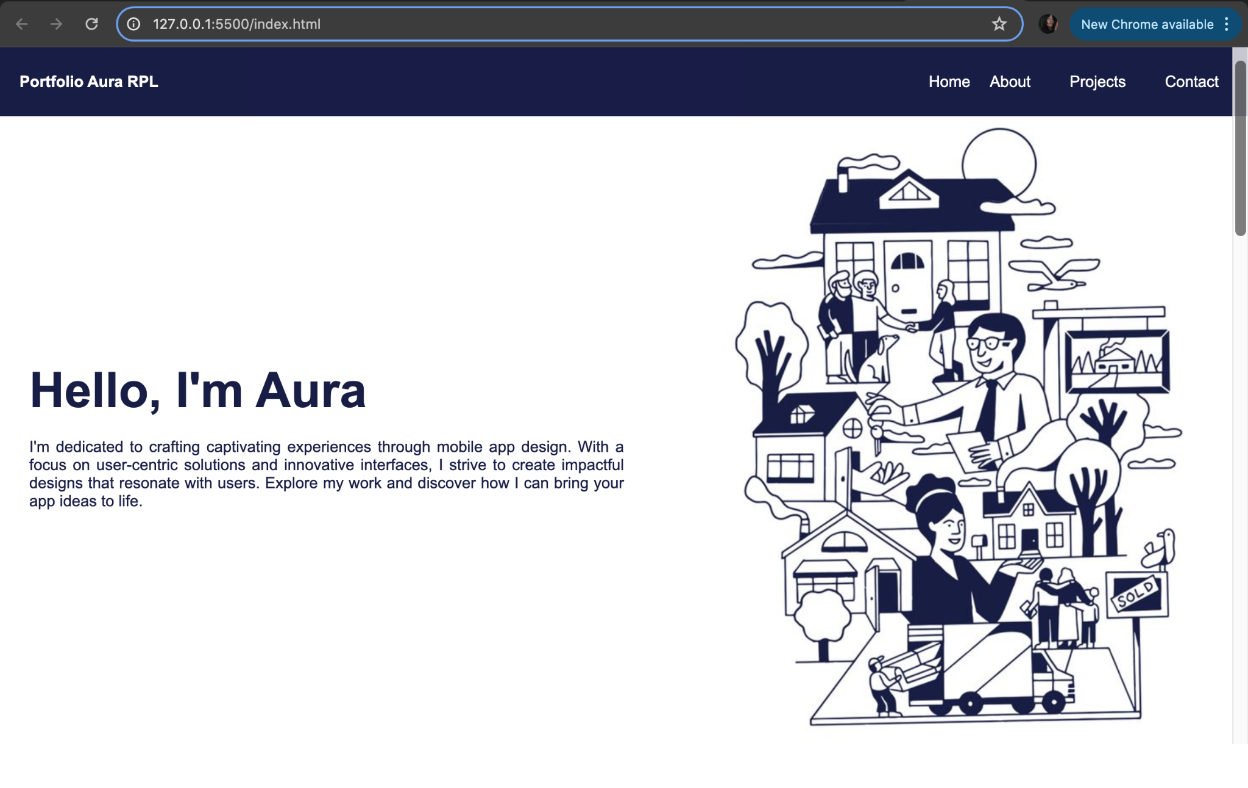 127.0.0.1:5500/index.html
New Chrome available
Portfolio Aura RPL
Home About Projects Contact
Hello, I'm Aura
I'm dedicated to crafting captivating experiences through mobile app design. With a
focus on user-centric solutions and innovative interfaces, I strive to create impactful
designs that resonate with users. Explore my work and discover how I can bring your
app ideas to life.
SOLD